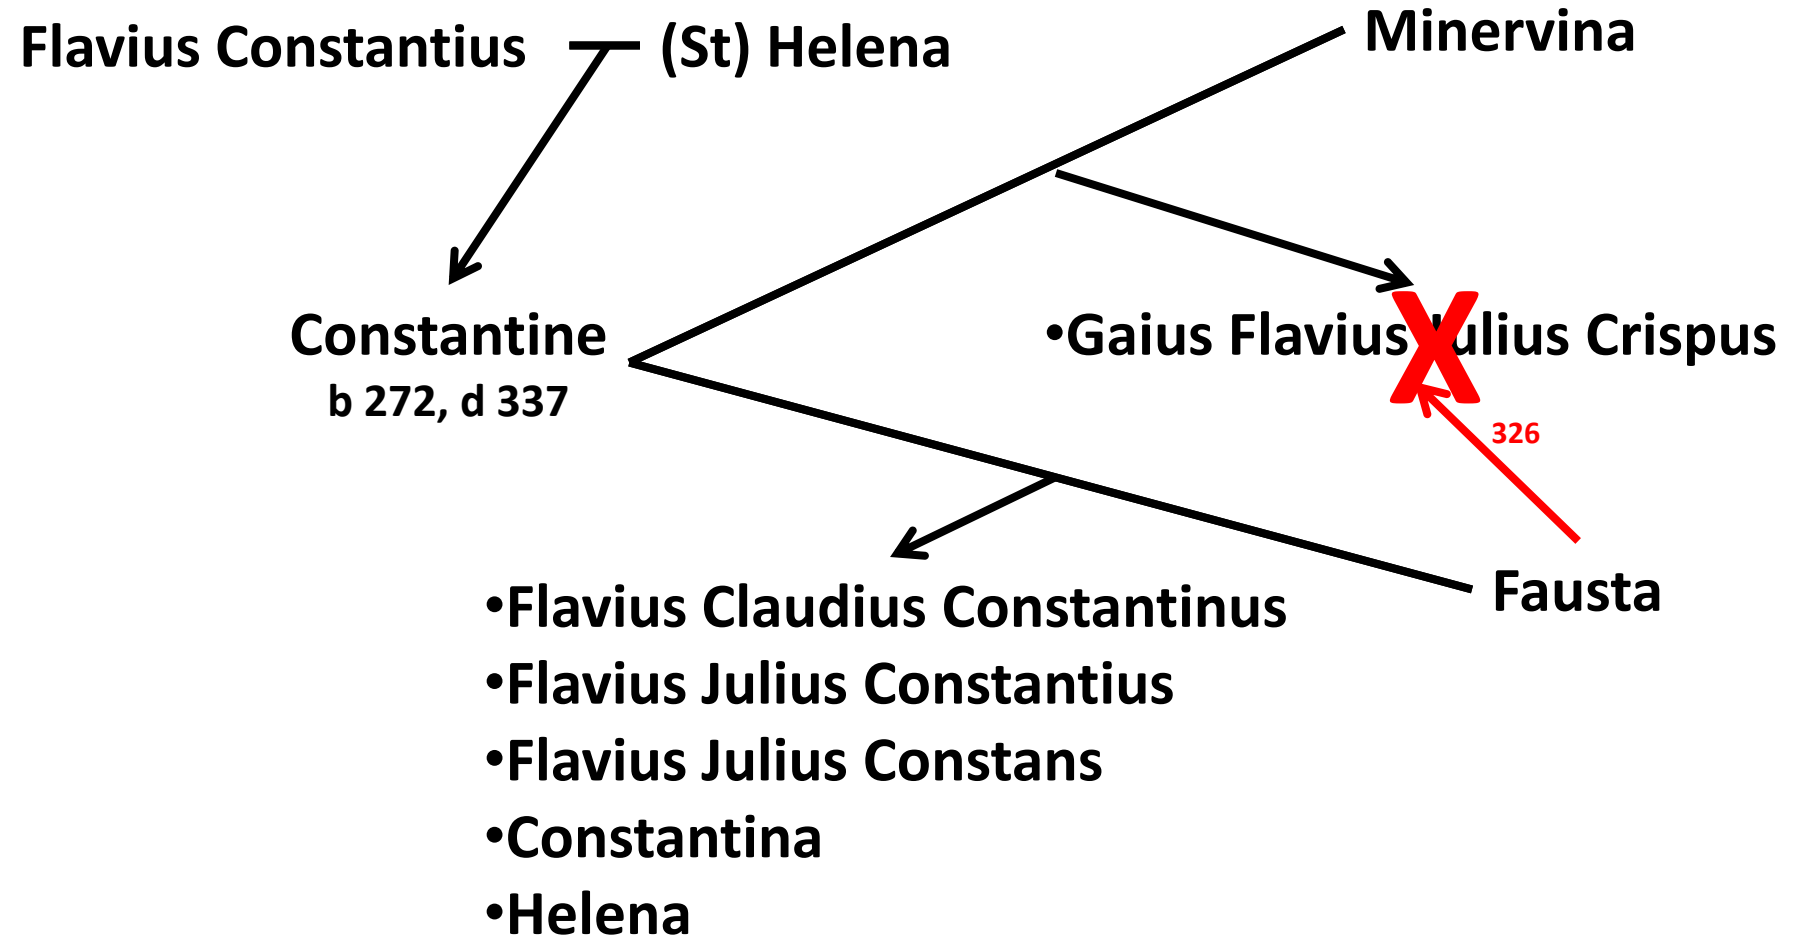 Flavius Constantius
(St) Helena
Minervina
Constantine
b 272, d 337
•Gaius Flavius Julius Crispus
X
326
Fausta
•Flavius Claudius Constantinus
•Flavius Julius Constantius
•Flavius Julius Constans
•Constantina
•Helena